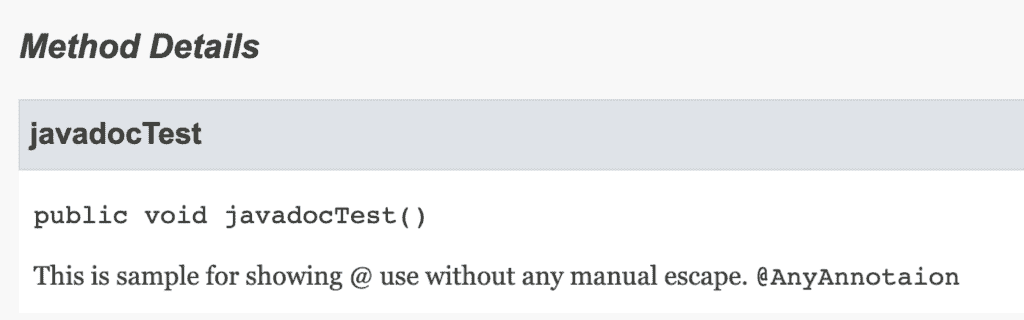 Method Details
javadocTest
public void javadocTest()
This is sample for showing @ use without any manual escape. @AnyAnnotaion